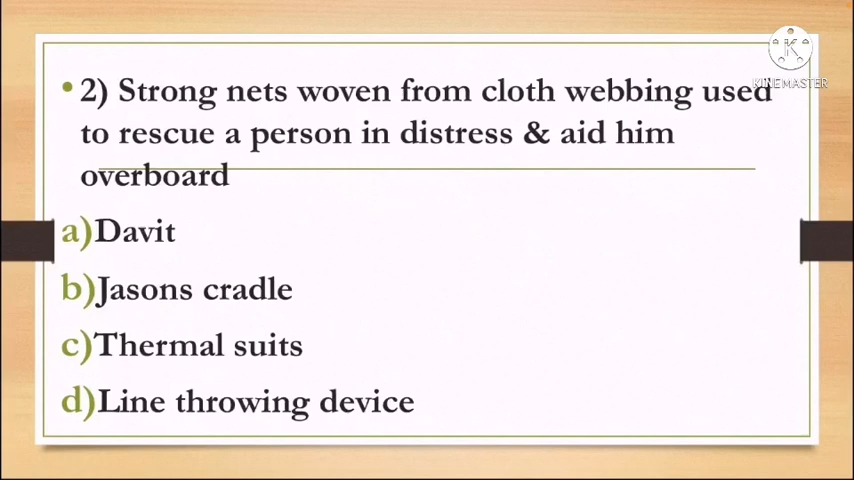 K
KINEMASTER
• 2) Strong nets woven from cloth webbing used
to rescue a person in distress & aid him
overboard
a)Davit
b)Jasons cradle
c)Thermal suits
d)Line throwing device